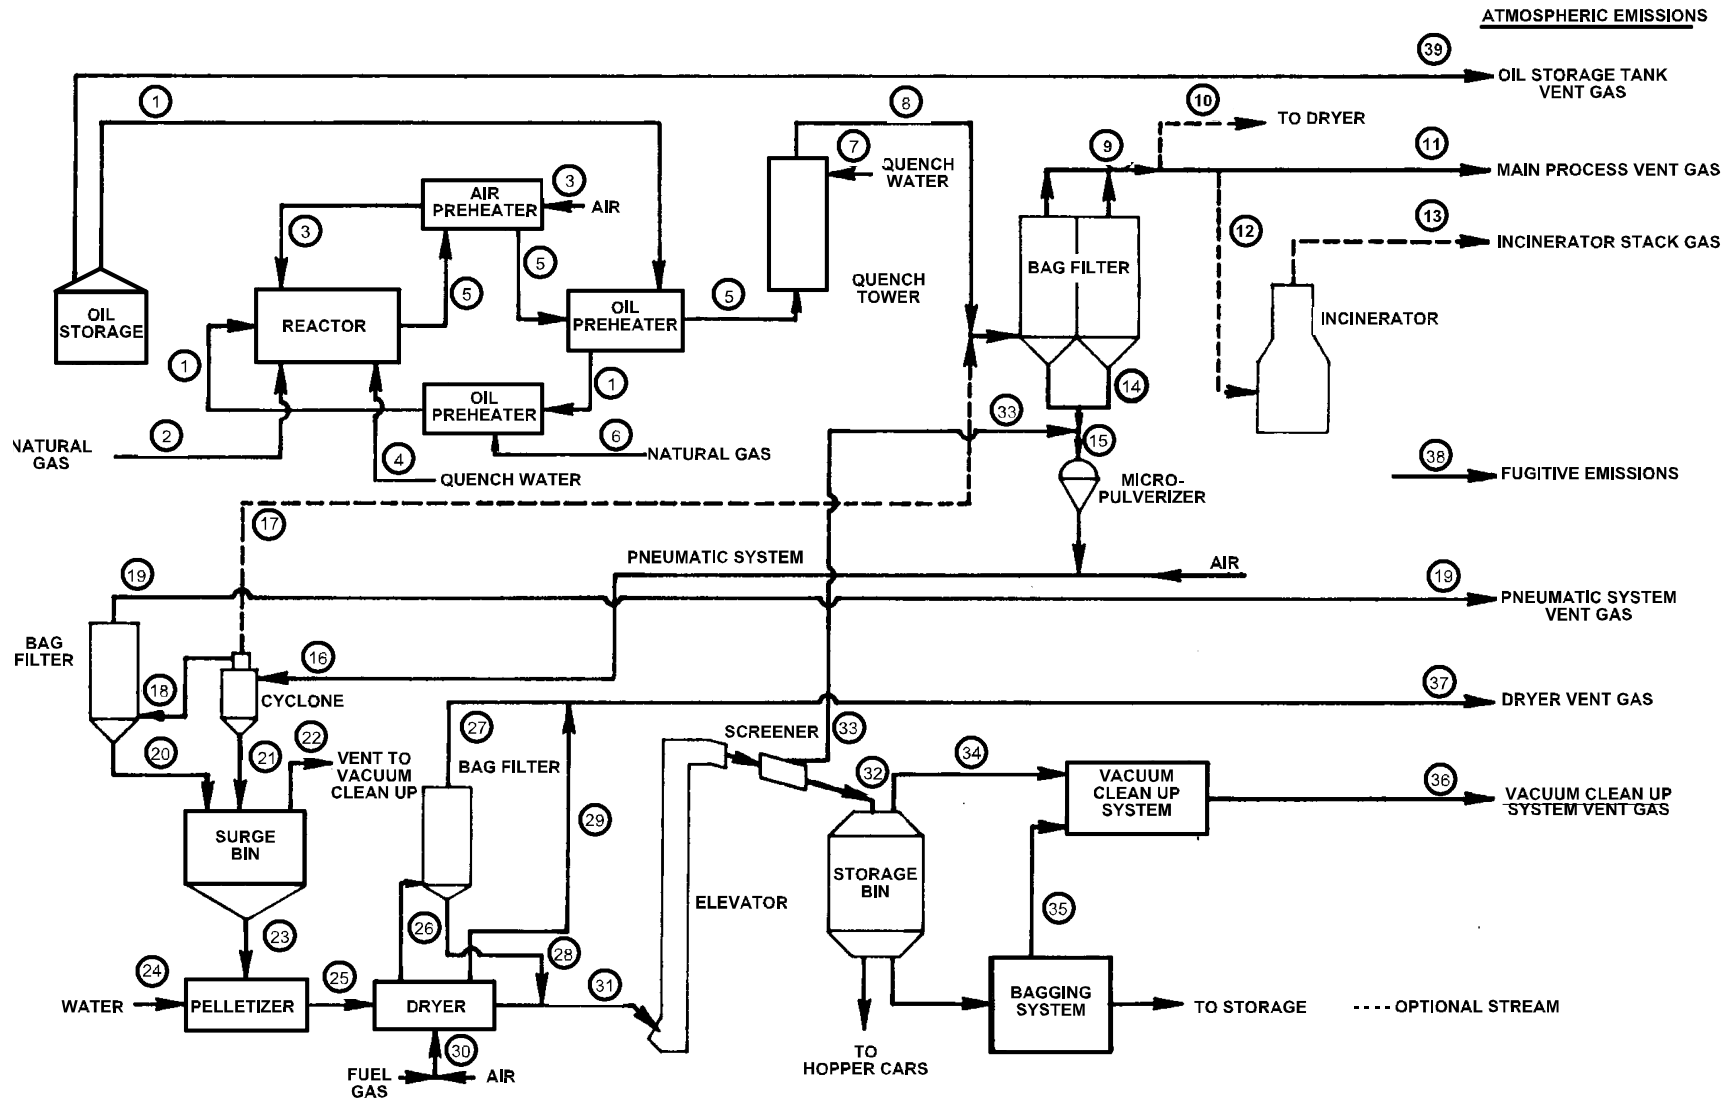 ATMOSPHERIC EMISSIONS
39
OIL STORAGE TANK
VENT GAS
1
8
10
TO DRYER
7
QUENCH
WATER
9
11
MAIN PROCESS VENT GAS
3
AIR
PREHEATER
AIR
3
5
12
13
INCINERATOR STACK GAS
BAG FILTER
QUENCH
TOWER
5
5
OIL
STORAGE
REACTOR
OIL
PREHEATER
INCINERATOR
1
1
14
OIL
PREHEATER
33
NATURAL
GAS
2
4
6
NATURAL GAS
15
38
QUENCH WATER
MICRO-
PULVERIZER
FUGITIVE EMISSIONS
17
PNEUMATIC SYSTEM
AIR
19
19
PNEUMATIC SYSTEM
VENT GAS
BAG
FILTER
16
18
CYCLONE
37
DRYER VENT GAS
27
SCREENER
33
20
21
22
VENT TO
VACUUM
CLEAN UP
BAG FILTER
32
34
VACUUM
CLEAN UP
SYSTEM
36
VACUUM CLEAN UP
SYSTEM VENT GAS
29
SURGE
BIN
STORAGE
BIN
ELEVATOR
26
35
23
28
24
25
31
WATER
PELLETIZER
DRYER
BAGGING
SYSTEM
TO STORAGE
---- OPTIONAL STREAM
30
TO
HOPPER CARS
FUEL
GAS
AIR